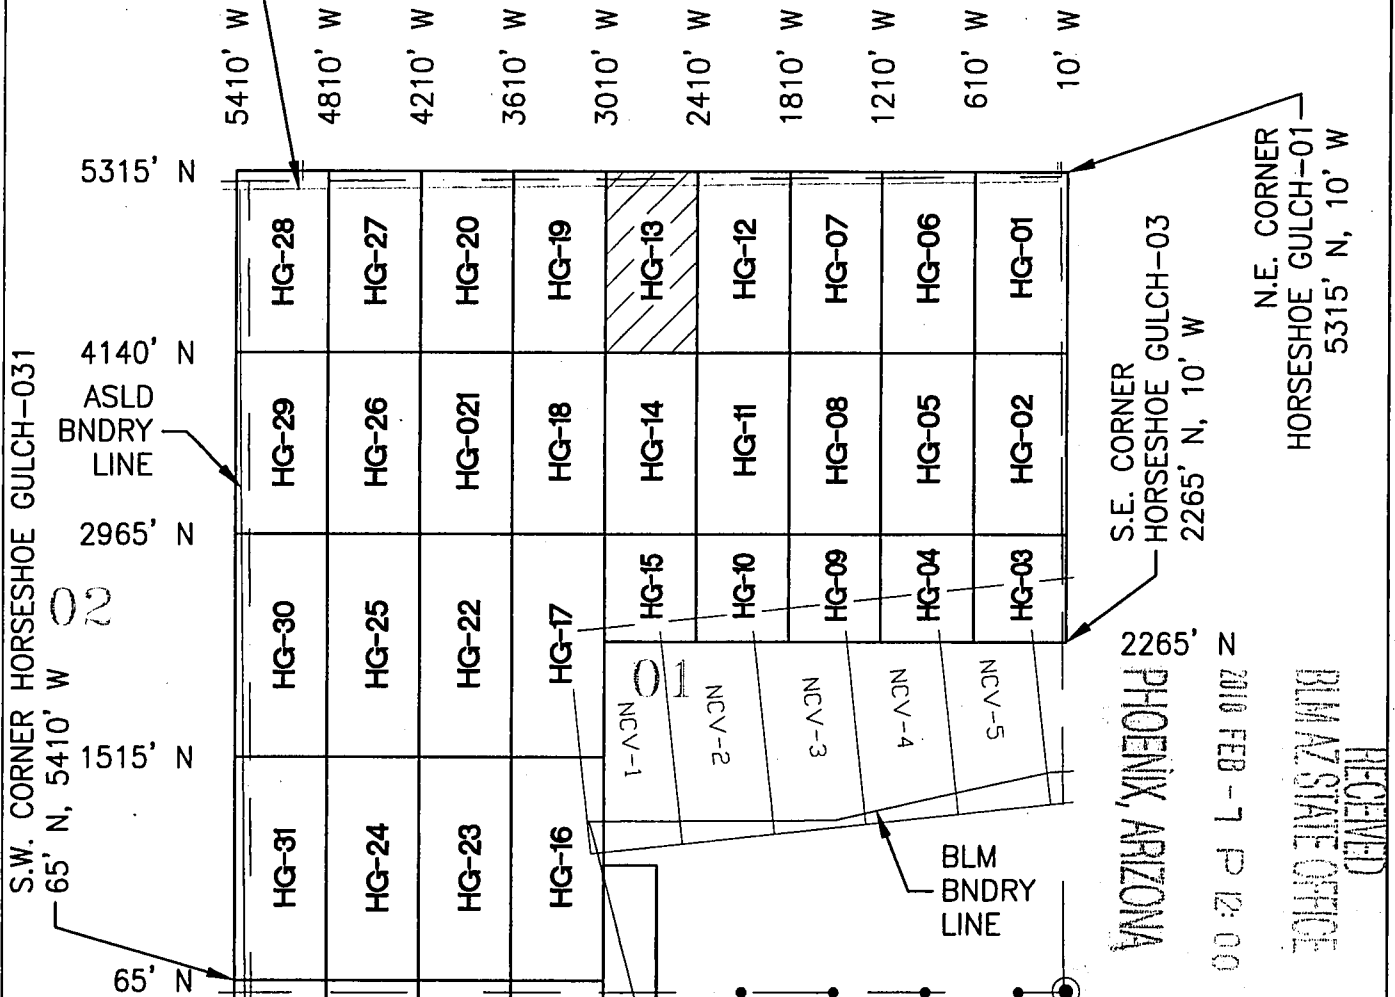 5410' W
4810' W
4210' W
3610' W
3010' W
2410' W
1810' W
1210' W
610' W
10' W
5315' N
HG-28
HG-27
HG-20
HG-19
HG-13
HG-12
HG-07
HG-06
HG-01
N.E. CORNER
HORSESHOE GULCH-01
5315' N, 10' W
4140' N
ASLD
BNDRY
LINE
HG-29
HG-26
HG-021
HG-18
HG-14
HG-11
HG-08
HG-05
HG-02
S.E. CORNER
HORSESHOE GULCH-03
2265' N, 10' W
2965' N
HG-30
HG-25
HG-22
HG-17
HG-15
HG-10
HG-09
HG-04
HG-03
2265' N
02
01
NCV-1
NCV-2
NCV-3
NCV-4
NCV-5
S.W. CORNER HORSESHOE GULCH-031
65' N, 5410' W
1515' N
HG-31
HG-24
HG-23
HG-16
BLM
BNDRY
LINE
65' N
RECEIVED
BLM AZ STATE OFFICE
2018 FEB -7 P 12:00
PHOENIX, ARIZONA